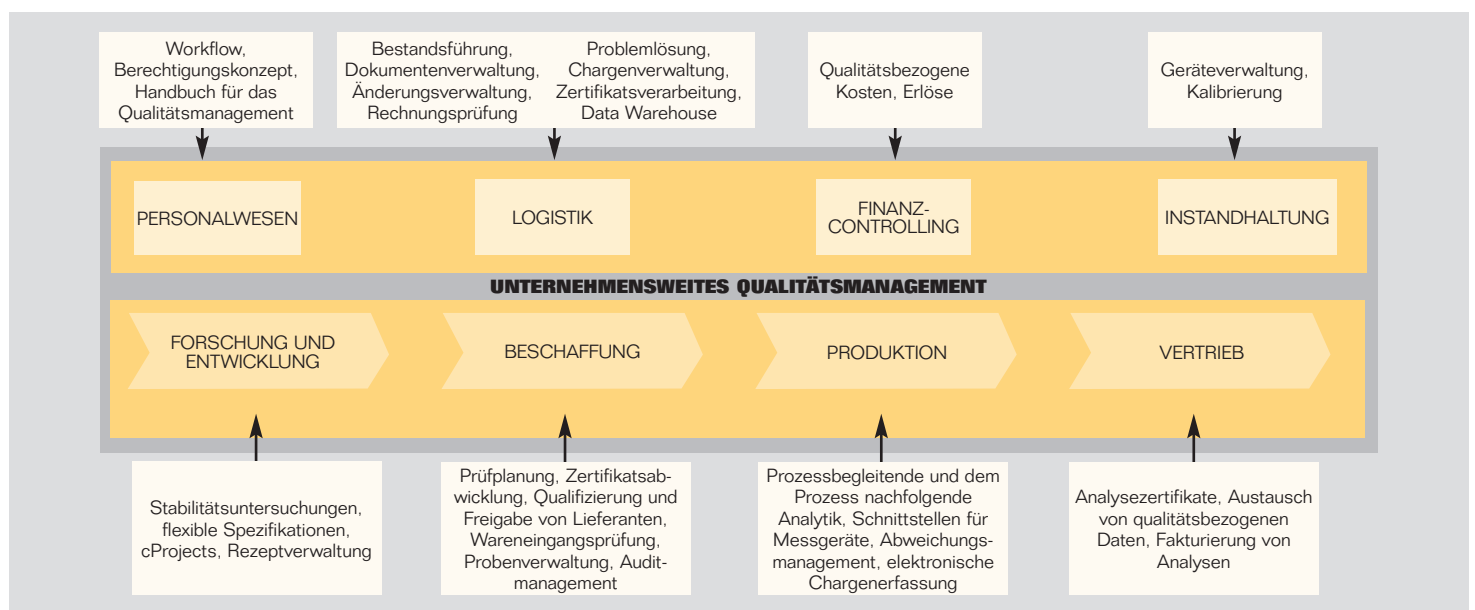 Workflow,
Berechtigungskonzept,
Handbuch für das
Qualitätsmanagement
Bestandsführung,
Dokumentenverwaltung,
Änderungsverwaltung,
Rechnungsprüfung
Problemlösung,
Chargenverwaltung,
Zertifikatsverarbeitung,
Data Warehouse
Qualitätsbezogene
Kosten, Erlöse
Geräteverwaltung,
Kalibrierung
PERSONALWESEN
LOGISTIK
FINANZ-
CONTROLLING
INSTANDHALTUNG
UNTERNEHMENSWEITES QUALITÄTSMANAGEMENT
FORSCHUNG UND
ENTWICKLUNG
BESCHAFFUNG
PRODUKTION
VERTRIEB
Stabilitätsuntersuchungen,
flexible Spezifikationen,
cProjects, Rezeptverwaltung
Prüfplanung, Zertifikatsab-
wicklung, Qualifizierung und
Freigabe von Lieferanten,
Wareneingangsprüfung,
Probenverwaltung, Audit-
management
Prozessbegleitende und dem
Prozess nachfolgende
Analytik, Schnittstellen für
Messgeräte, Abweichungs-
management, elektronische
Chargenerfassung
Analysezertifikate, Austausch
von qualitätsbezogenen
Daten, Fakturierung von
Analysen